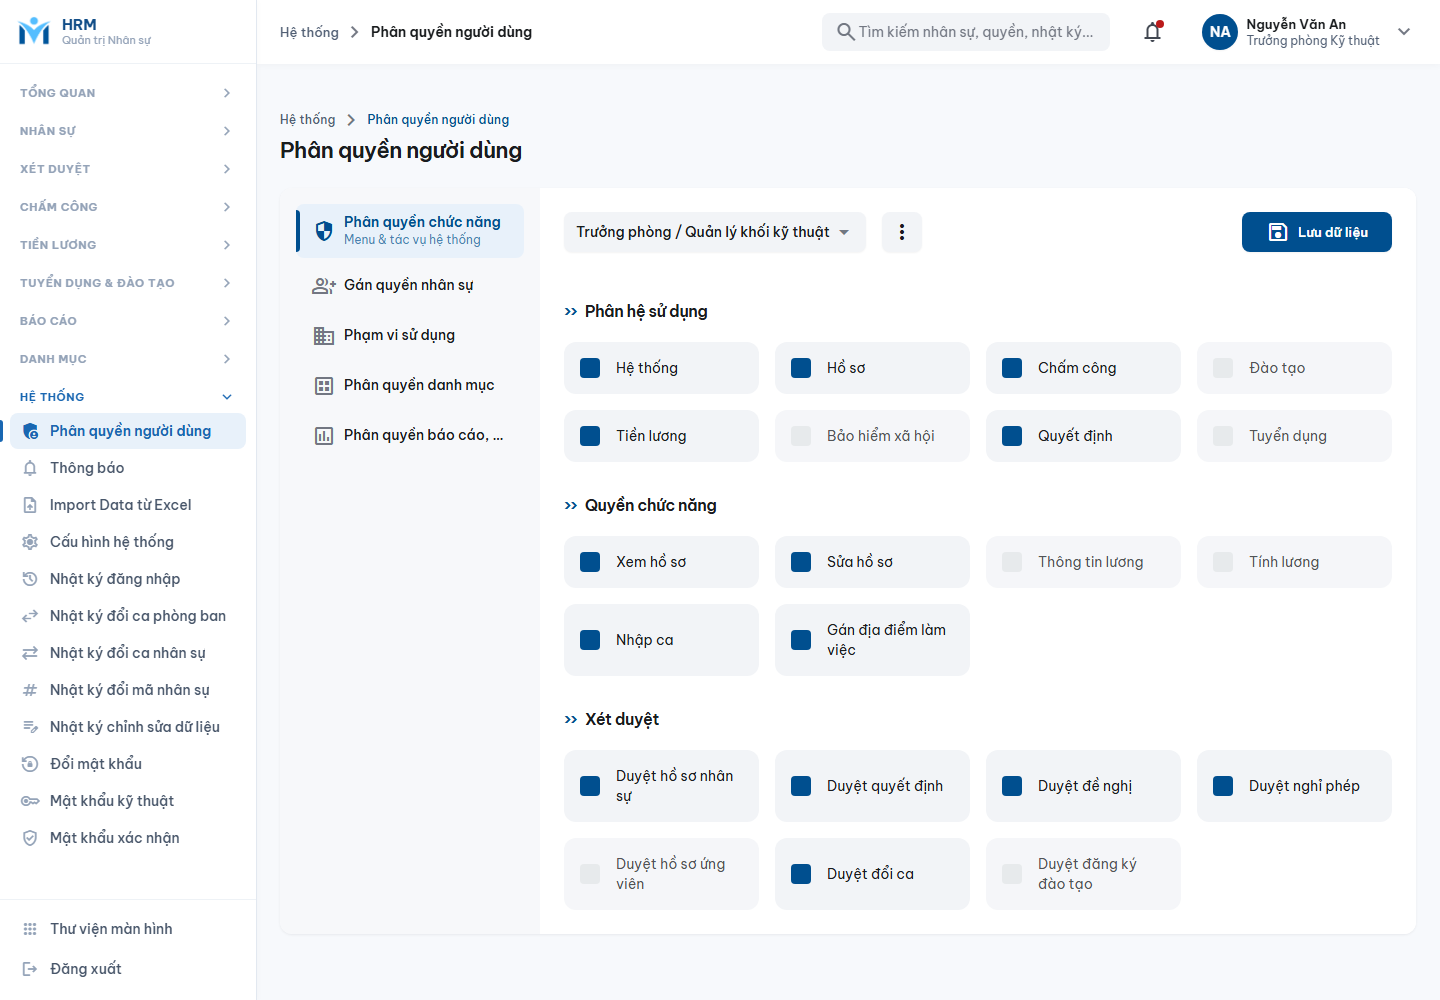 HRM
Quản trị Nhân sự
TỔNG QUAN
NHÂN SỰ
XÉT DUYỆT
CHẤM CÔNG
TIỀN LƯƠNG
TUYỂN DỤNG & ĐÀO TẠO
BÁO CÁO
DANH MỤC
HỆ THỐNG
Phân quyền người dùng
Thông báo
Import Data từ Excel
Cấu hình hệ thống
Nhật ký đăng nhập
Nhật ký đổi ca phòng ban
Nhật ký đổi ca nhân sự
Nhật ký đổi mã nhân sự
Nhật ký chỉnh sửa dữ liệu
Đổi mật khẩu
Mật khẩu kỹ thuật
Mật khẩu xác nhận
Thư viện màn hình
Đăng xuất
Hệ thống Phân quyền người dùng
Tìm kiếm nhân sự, quyền, nhật ký...
NA
Nguyễn Văn An
Trưởng phòng Kỹ thuật
Hệ thống Phân quyền người dùng
Phân quyền người dùng
Phân quyền chức năng
Menu & tác vụ hệ thống
Gán quyền nhân sự
Phạm vi sử dụng
Phân quyền danh mục
Phân quyền báo cáo, ...
Trưởng phòng / Quản lý khối kỹ thuật
Lưu dữ liệu
Phân hệ sử dụng
Hệ thống
Hồ sơ
Chấm công
Đào tạo
Tiền lương
Bảo hiểm xã hội
Quyết định
Tuyển dụng
Quyền chức năng
Xem hồ sơ
Sửa hồ sơ
Thông tin lương
Tính lương
Nhập ca
Gán địa điểm làm
việc
Xét duyệt
Duyệt hồ sơ nhân
sự
Duyệt quyết định
Duyệt đề nghị
Duyệt nghỉ phép
Duyệt hồ sơ ứng
viên
Duyệt đổi ca
Duyệt đăng ký
đào tạo